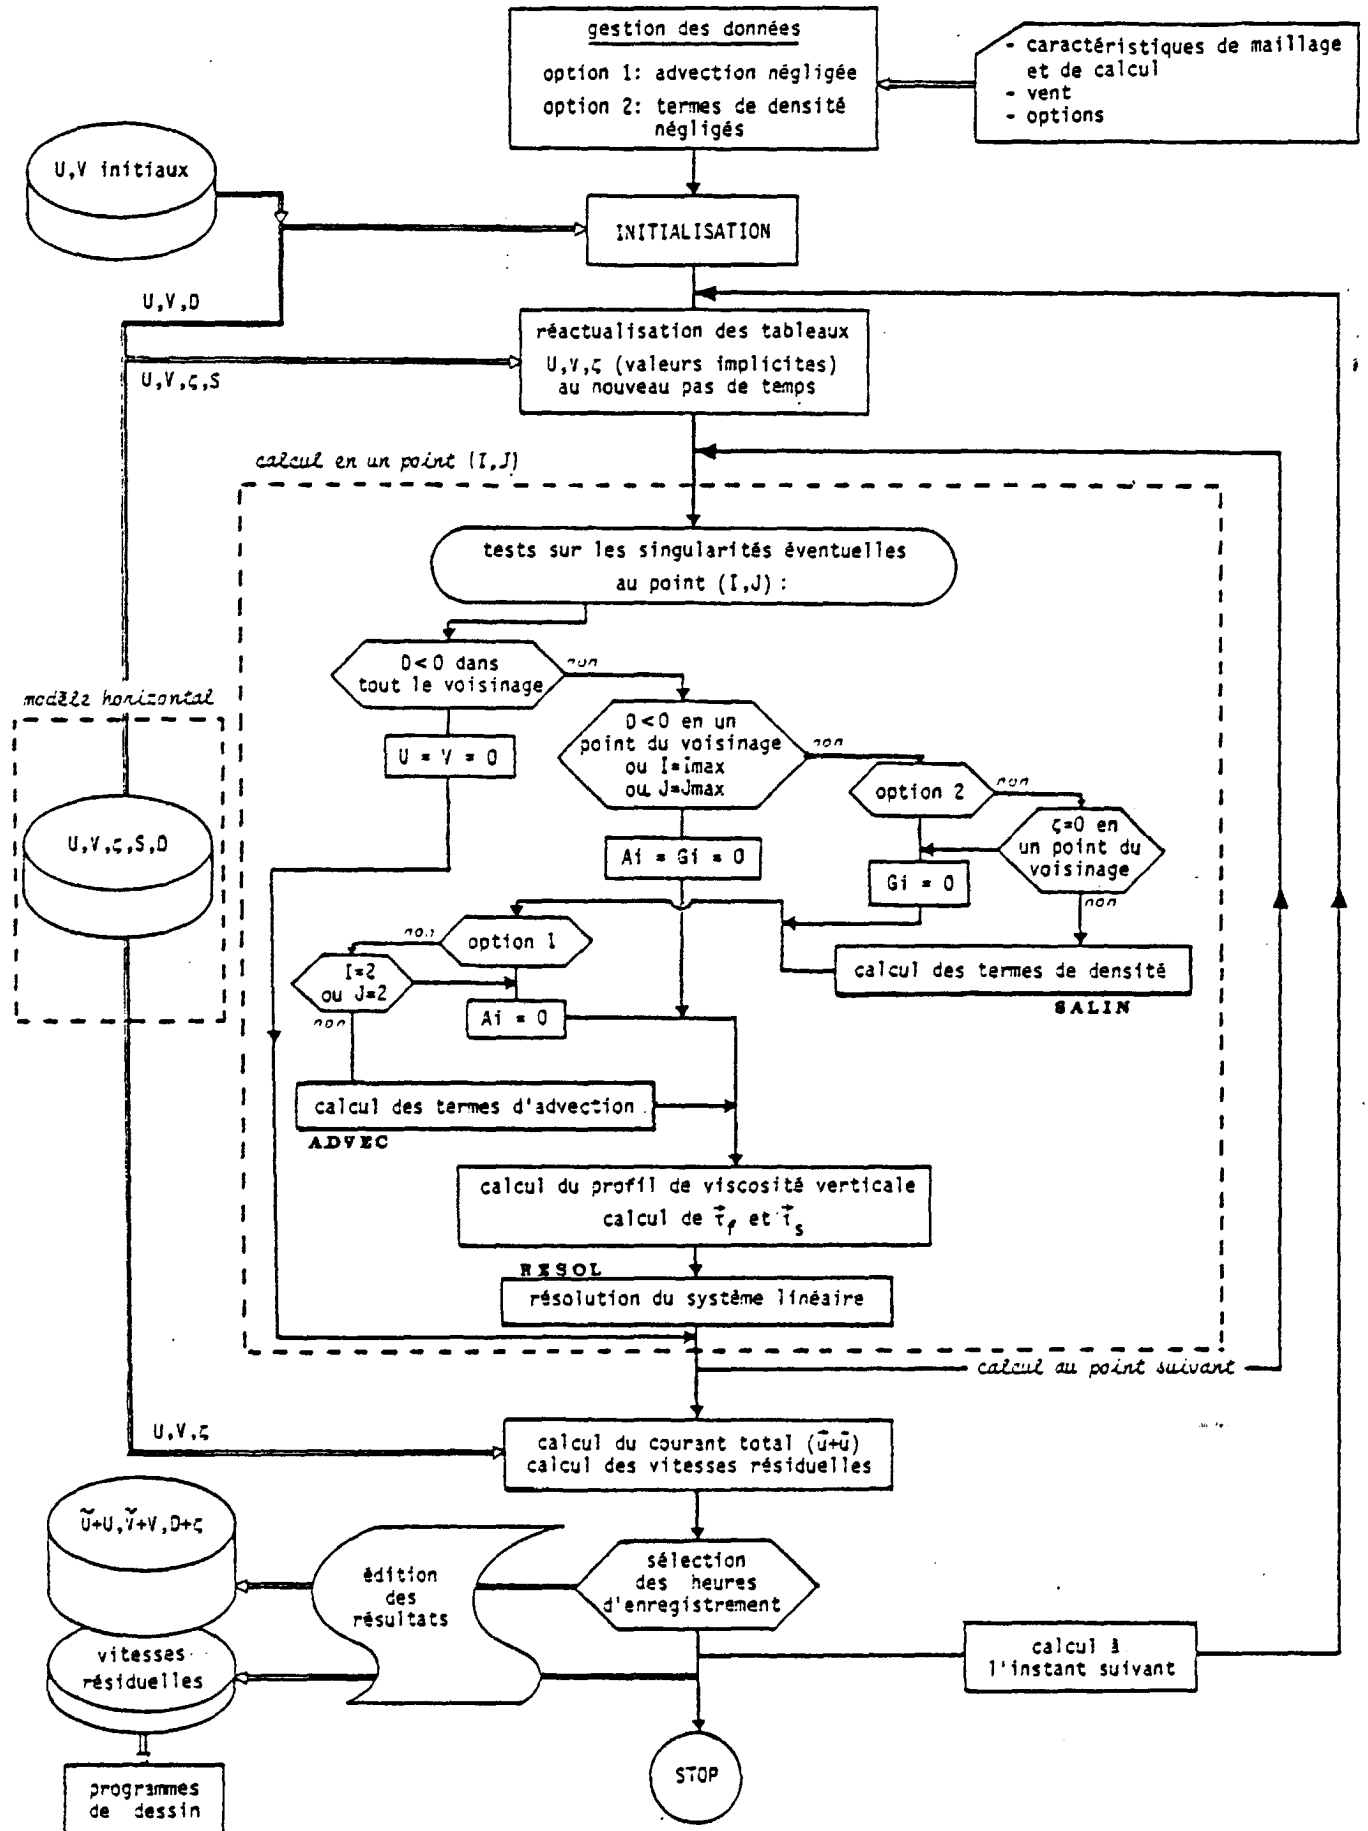 gestion des données
option 1: advection négligée
option 2: termes de densité
négligés
- caractéristiques de maillage
et de calcul
- vent
- options
U,V initiaux
INITIALISATION
U,V,D
réactualisation des tableaux
U,V,ζ (valeurs implicites)
au nouveau pas de temps
U,V,ζ,S
calcul en un point (I,J)
tests sur les singularités éventuelles
au point (I,J) :
D<0 dans
tout le voisinage
non
U = V = 0
D<0 en un
point du voisinage
ou I=Imax
ou J=Jmax
non
option 2
non
ζ=0 en
un point du
voisinage
non
Ai = Gi = 0
Gi = 0
modèle horizontal
U,V,ζ,S,D
option 1
non
I=2
ou J=2
non
Ai = 0
calcul des termes de densité
SALIN
calcul des termes d'advection
ADVEC
calcul du profil de viscosité verticale
calcul de τ⃗f et τ⃗s
RESOL
résolution du système linéaire
calcul au point suivant
U,V,ζ
calcul du courant total (ũ+ū)
calcul des vitesses résiduelles
Ũ+U,Ṽ+V,D+ζ
édition
des
résultats
sélection
des heures
d'enregistrement
vitesses
résiduelles
calcul à
l'instant suivant
STOP
programmes
de dessin